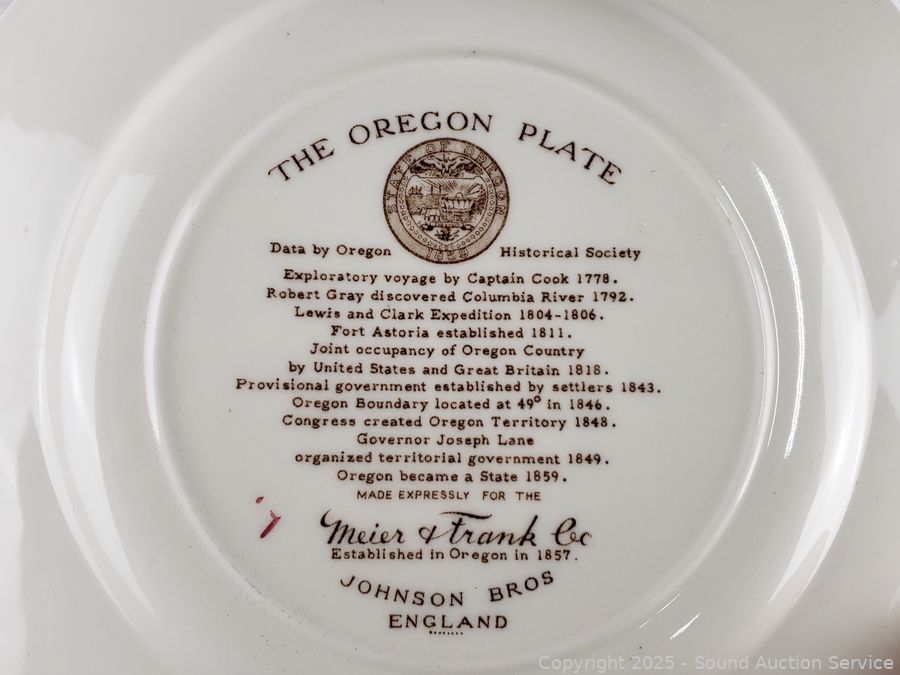 THE OREGON PLATE
STATE OF OREGON
1859
Data by Oregon Historical Society
Exploratory voyage by Captain Cook 1778.
Robert Gray discovered Columbia River 1792.
Lewis and Clark Expedition 1804-1806.
Fort Astoria established 1811.
Joint occupancy of Oregon Country
by United States and Great Britain 1818.
Provisional government established by settlers 1843.
Oregon Boundary located at 49° in 1846.
Congress created Oregon Territory 1848.
Governor Joseph Lane
organized territorial government 1849.
Oregon became a State 1859.
MADE EXPRESSLY FOR THE
Meier & Frank Co
Established in Oregon in 1857.
JOHNSON BROS
ENGLAND
Copyright 2025 - Sound Auction Service